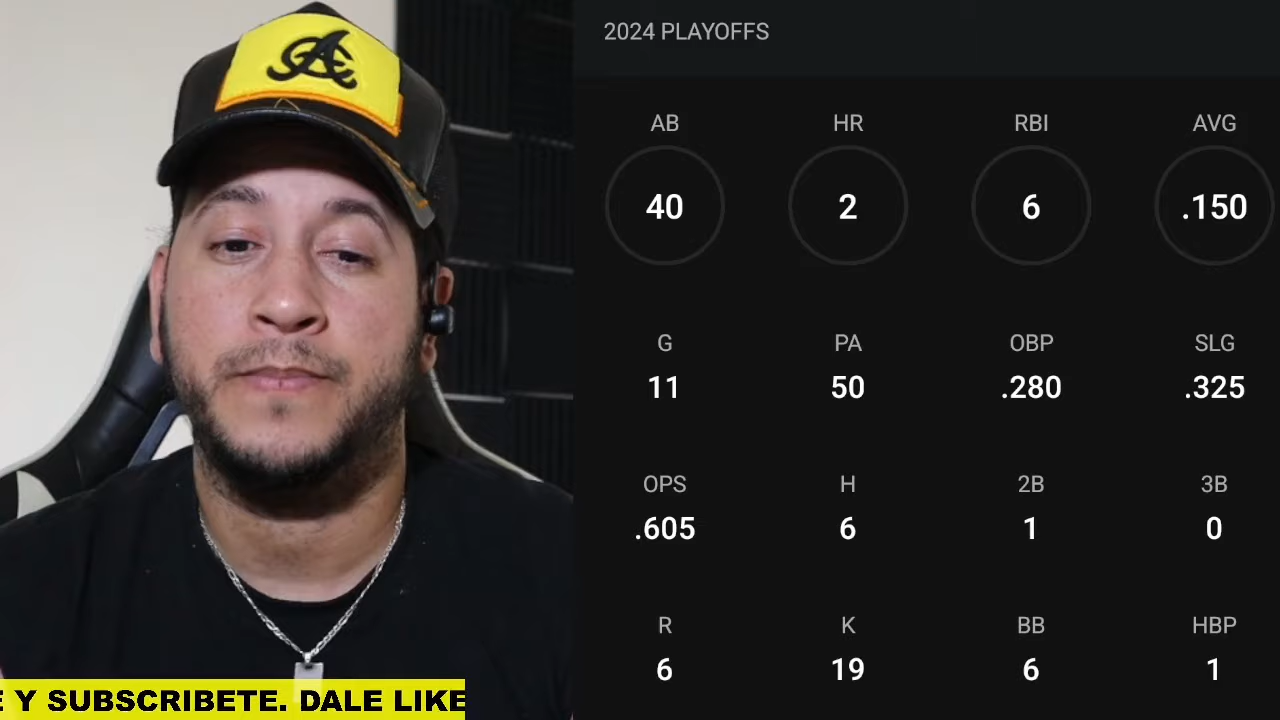 2024 PLAYOFFS
AB HR RBI AVG
40 2 6 .150
G PA OBP SLG
11 50 .280 .325
OPS H 2B 3B
.605 6 1 0
R K BB HBP
6 19 6 1
E Y SUBSCRIBETE. DALE LIKE